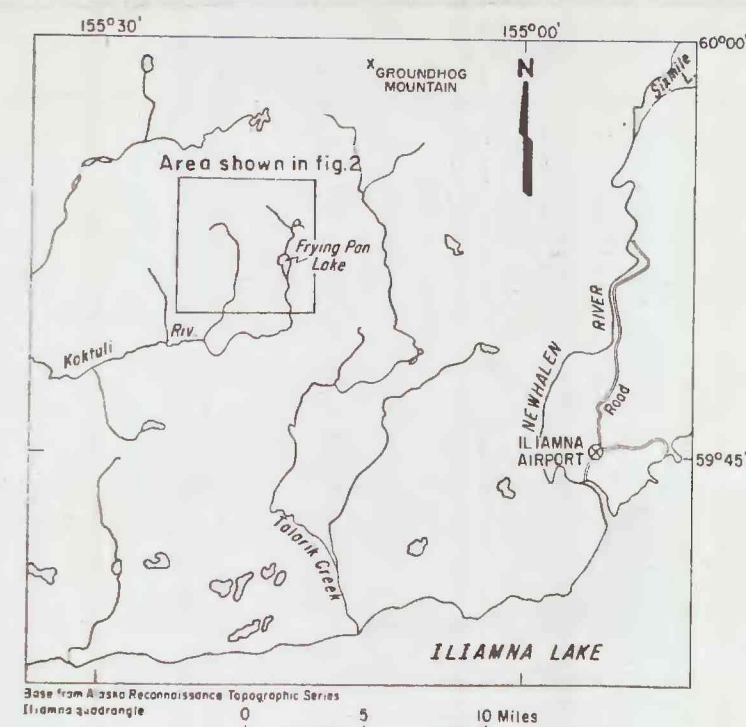 155°30'
155°00'
60°00'
x GROUNDHOG
MOUNTAIN
N
Sixmile
L.
Area shown in fig.2
Frying Pan
Lake
Koktuli Riv.
NEWHALEN RIVER
Road
ILIAMNA
AIRPORT
59°45'
Talarik Creek
ILIAMNA LAKE
Base from Alaska Reconnaissance Topographic Series
Iliamna quadrangle
0 5 10 Miles